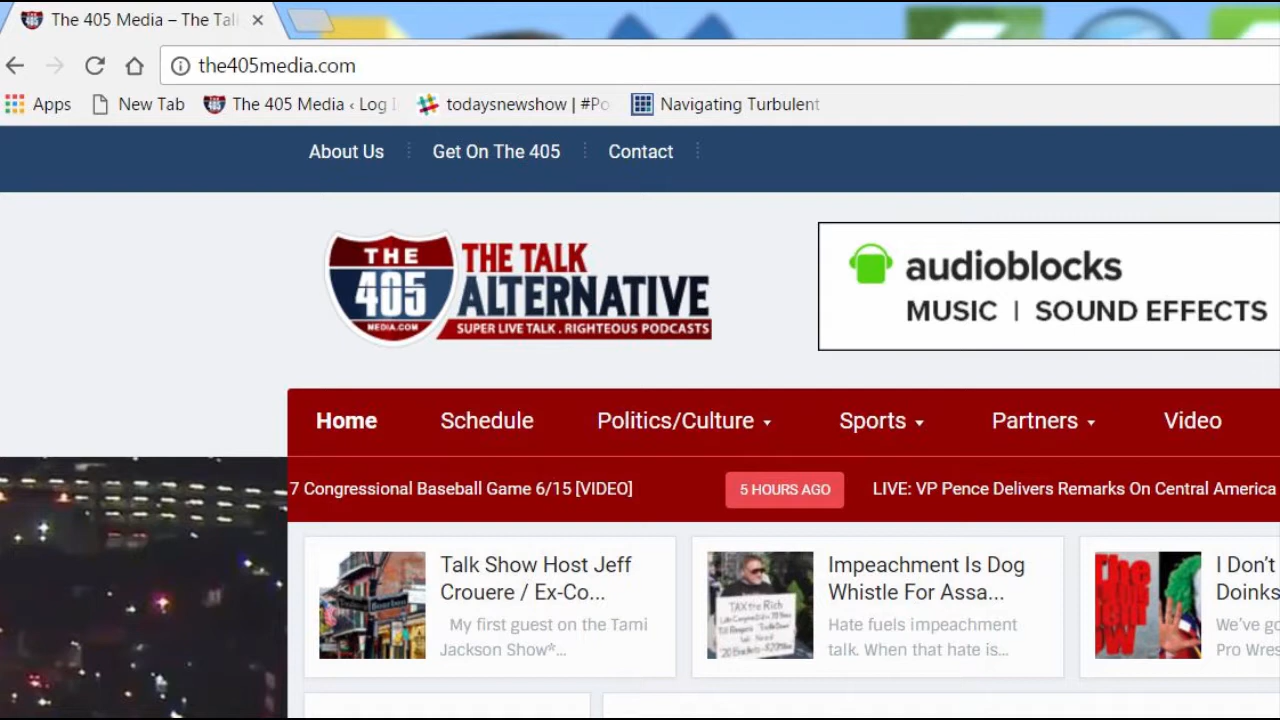 The 405 Media – The Tal
the405media.com
Apps New Tab The 405 Media ‹ Log I todaysnewshow | #Po Navigating Turbulent
About Us Get On The 405 Contact
THE
405
MEDIA.COM
THE TALK
ALTERNATIVE
SUPER LIVE TALK . RIGHTEOUS PODCASTS
audioblocks
MUSIC | SOUND EFFECTS
Home Schedule Politics/Culture Sports Partners Video
7 Congressional Baseball Game 6/15 [VIDEO] 5 HOURS AGO LIVE: VP Pence Delivers Remarks On Central America
Talk Show Host Jeff
Crouere / Ex-Co...
My first guest on the Tami
Jackson Show*...
TAX the Rich
Impeachment Is Dog
Whistle For Assa...
Hate fuels impeachment
talk. When that hate is...
I Don't
Doinks
We've go
Pro Wres